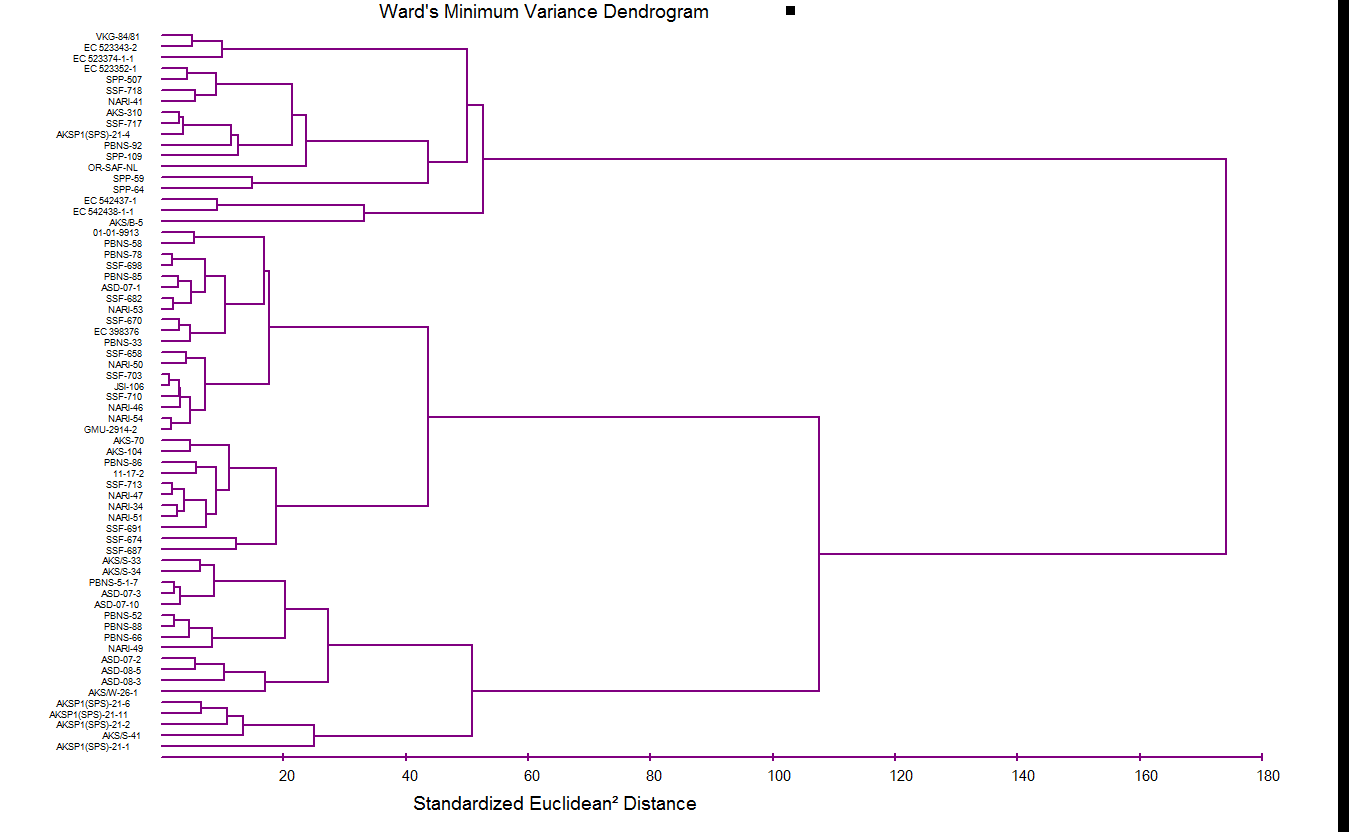 Ward's Minimum Variance Dendrogram
VKG-84/81
EC 523343-2
EC 523374-1-1
EC 523352-1
SPP-507
SSF-718
NARI-41
AKS-310
SSF-717
AKSP1(SPS)-21-4
PBNS-92
SPP-109
OR-SAF-NL
SPP-59
SPP-64
EC 542437-1
EC 542438-1-1
AKS/B-5
01-01-9913
PBNS-58
PBNS-78
SSF-698
PBNS-85
ASD-07-1
SSF-682
NARI-53
SSF-670
EC 398376
PBNS-33
SSF-658
NARI-50
SSF-703
JSI-106
SSF-710
NARI-46
NARI-54
GMU-2914-2
AKS-70
AKS-104
PBNS-86
11-17-2
SSF-713
NARI-47
NARI-34
NARI-51
SSF-691
SSF-674
SSF-687
AKS/S-33
AKS/S-34
PBNS-5-1-7
ASD-07-3
ASD-07-10
PBNS-52
PBNS-88
PBNS-66
NARI-49
ASD-07-2
ASD-08-5
ASD-08-3
AKS/W-26-1
AKSP1(SPS)-21-6
AKSP1(SPS)-21-11
AKSP1(SPS)-21-2
AKS/S-41
AKSP1(SPS)-21-1
20 40 60 80 100 120 140 160 180
Standardized Euclidean² Distance